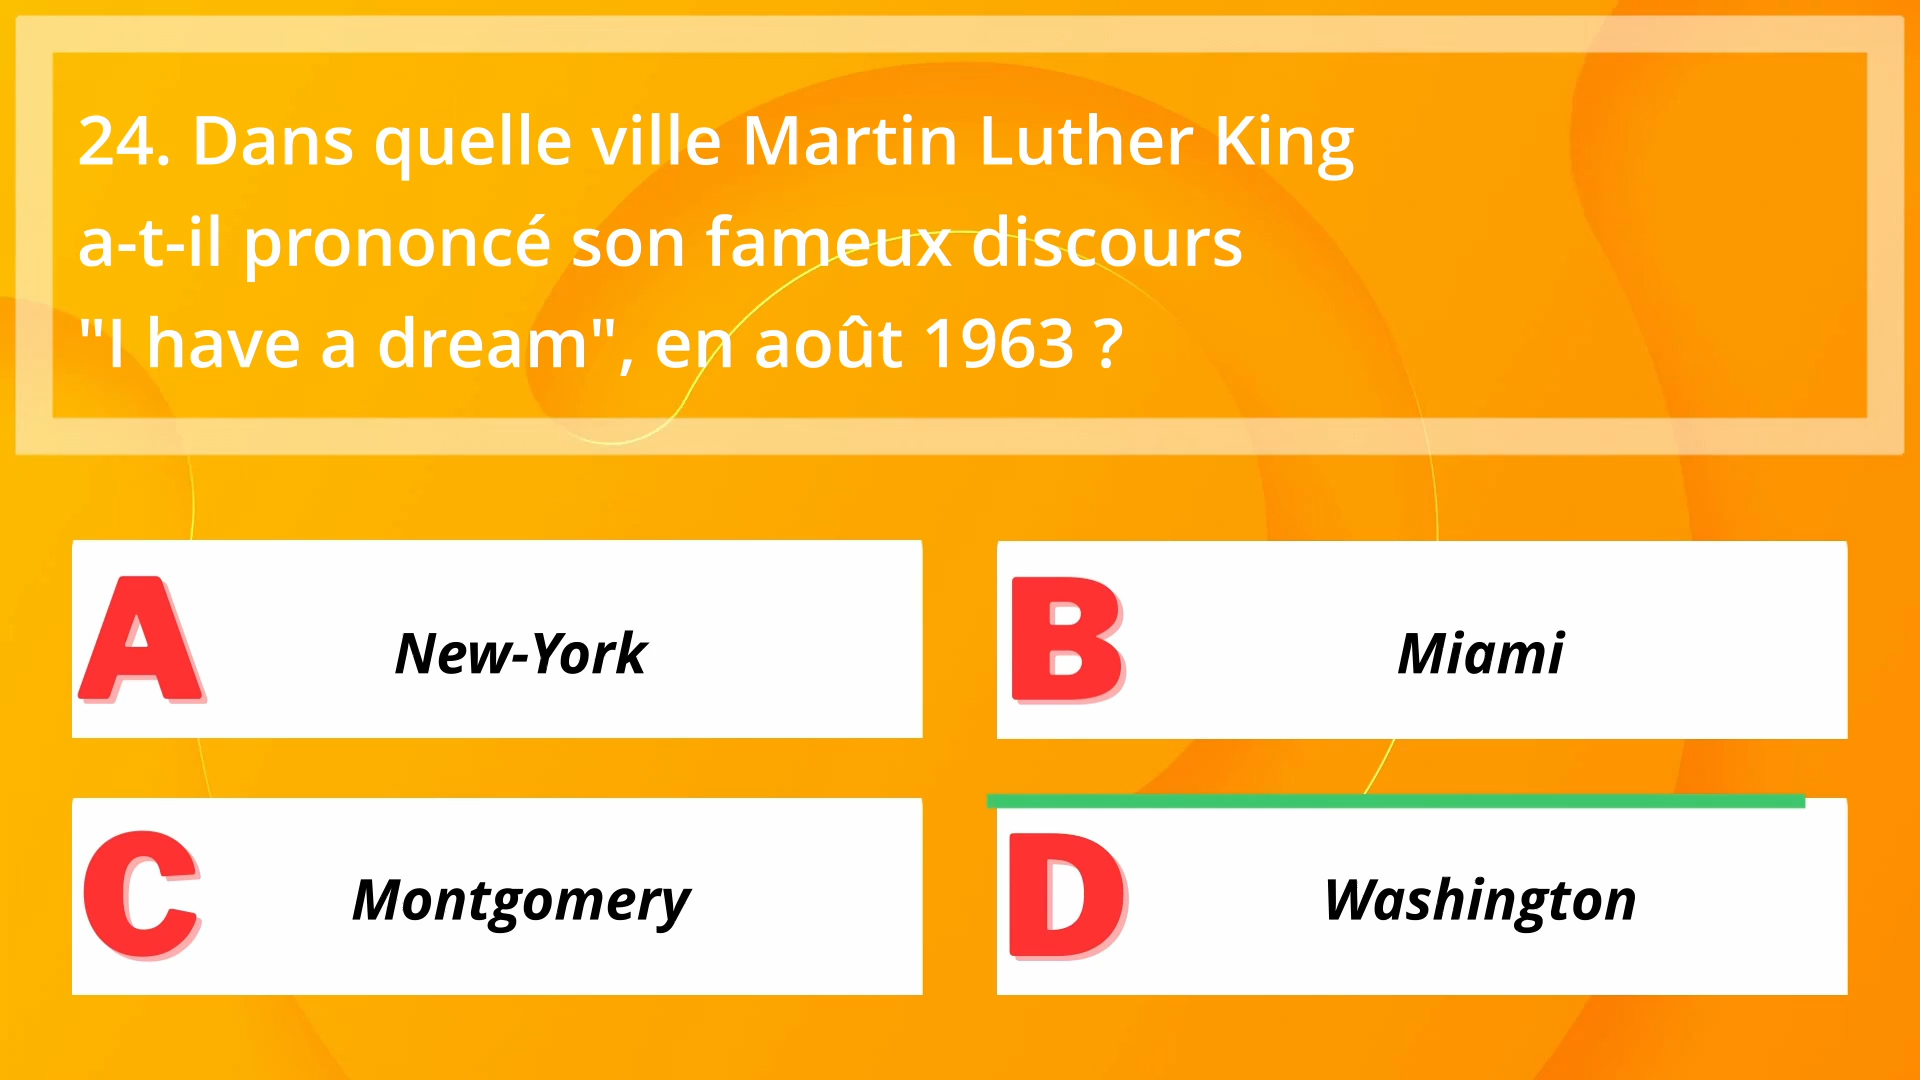 24. Dans quelle ville Martin Luther King
a-t-il prononcé son fameux discours
"I have a dream", en août 1963 ?
A
New-York
B
Miami
C
Montgomery
D
Washington